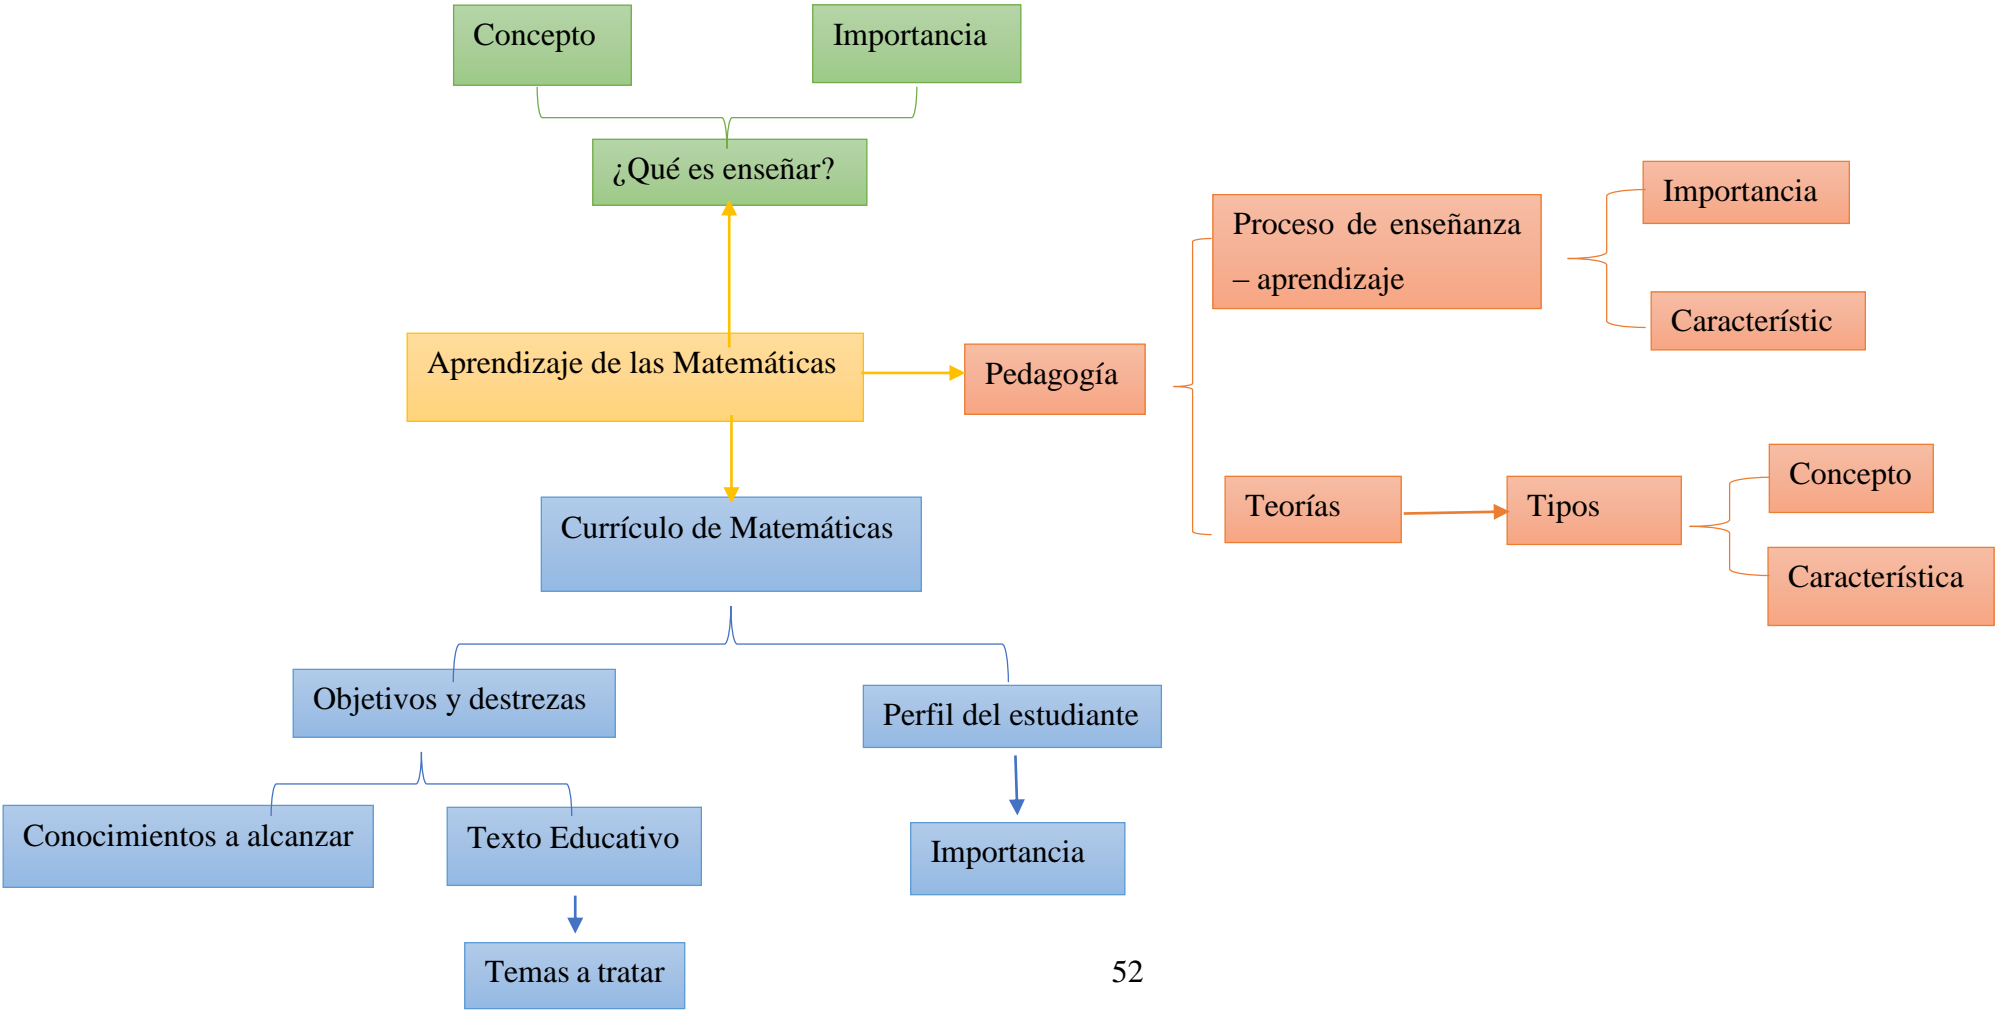 Concepto
Importancia
¿Qué es enseñar?
Importancia
Proceso de enseñanza
– aprendizaje
Característic
Aprendizaje de las Matemáticas
Pedagogía
Concepto
Teorías
Tipos
Currículo de Matemáticas
Característica
Objetivos y destrezas
Perfil del estudiante
Conocimientos a alcanzar
Texto Educativo
Importancia
Temas a tratar
52